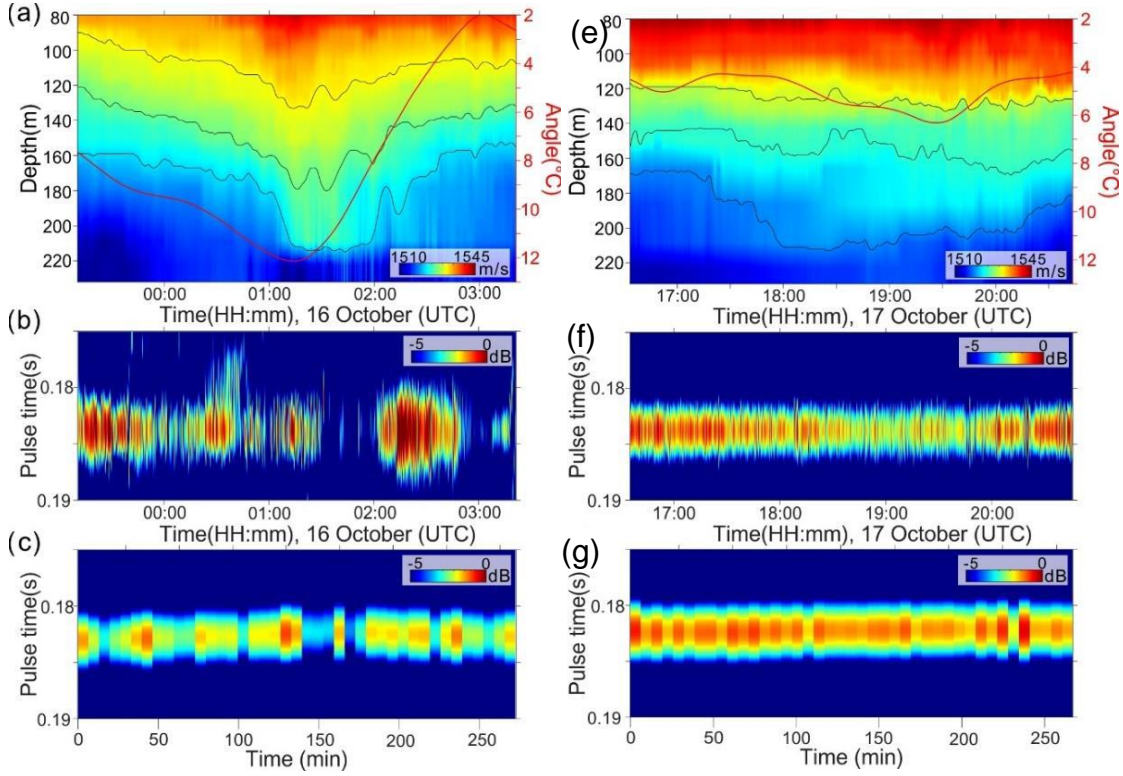 (a)
80
100
120
140
160
180
200
220
Depth(m)
2
4
6
8
10
12
Angle(°C)
1510 1545
m/s
00:00 01:00 02:00 03:00
Time(HH:mm), 16 October (UTC)
(b)
0.18
0.19
Pulse time(s)
-5 0
dB
00:00 01:00 02:00 03:00
Time(HH:mm), 16 October (UTC)
(c)
0.18
0.19
Pulse time(s)
-5 0
dB
0 50 100 150 200 250
Time (min)
(e)
80
100
120
140
160
180
200
220
Depth(m)
2
4
6
8
10
12
Angle(°C)
1510 1545
m/s
17:00 18:00 19:00 20:00
Time(HH:mm), 17 October (UTC)
(f)
0.18
0.19
Pulse time(s)
-5 0
dB
17:00 18:00 19:00 20:00
Time(HH:mm), 17 October (UTC)
(g)
0.18
0.19
Pulse time(s)
-5 0
dB
0 50 100 150 200 250
Time (min)